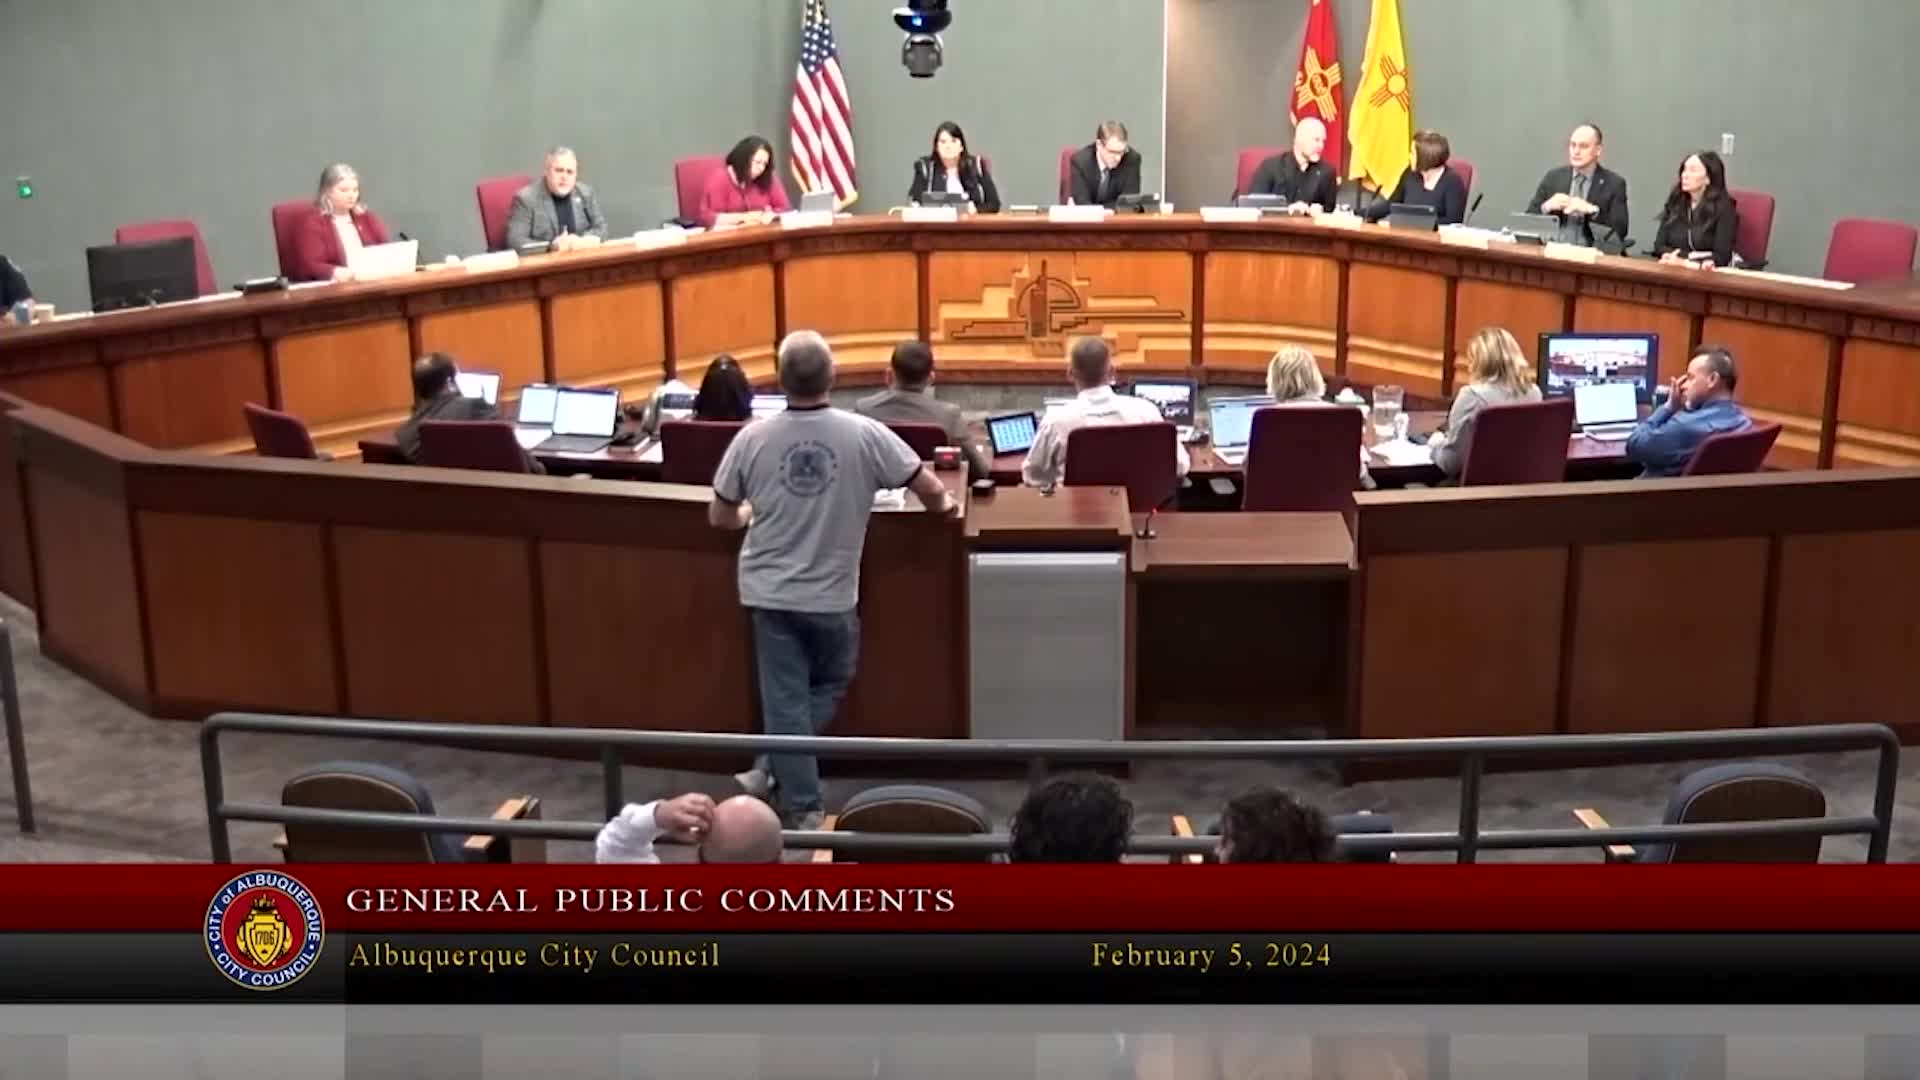 GENERAL PUBLIC COMMENTS
CITY of ALBUQUERQUE
1706
CITY COUNCIL
Albuquerque City Council
February 5, 2024